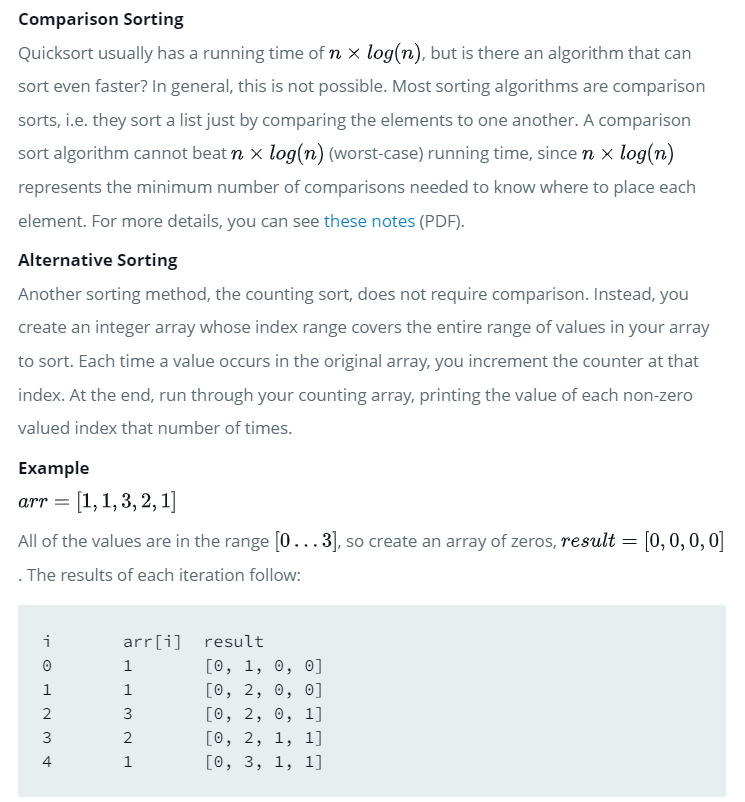 Comparison Sorting
Quicksort usually has a running time of n × log(n), but is there an algorithm that can
sort even faster? In general, this is not possible. Most sorting algorithms are comparison
sorts, i.e. they sort a list just by comparing the elements to one another. A comparison
sort algorithm cannot beat n × log(n) (worst-case) running time, since n × log(n)
represents the minimum number of comparisons needed to know where to place each
element. For more details, you can see these notes (PDF).
Alternative Sorting
Another sorting method, the counting sort, does not require comparison. Instead, you
create an integer array whose index range covers the entire range of values in your array
to sort. Each time a value occurs in the original array, you increment the counter at that
index. At the end, run through your counting array, printing the value of each non-zero
valued index that number of times.
Example
arr = [1, 1, 3, 2, 1]
All of the values are in the range [0 . . . 3], so create an array of zeros, result = [0, 0, 0, 0]
. The results of each iteration follow:
i arr[i] result
0 1 [0, 1, 0, 0]
1 1 [0, 2, 0, 0]
2 3 [0, 2, 0, 1]
3 2 [0, 2, 1, 1]
4 1 [0, 3, 1, 1]